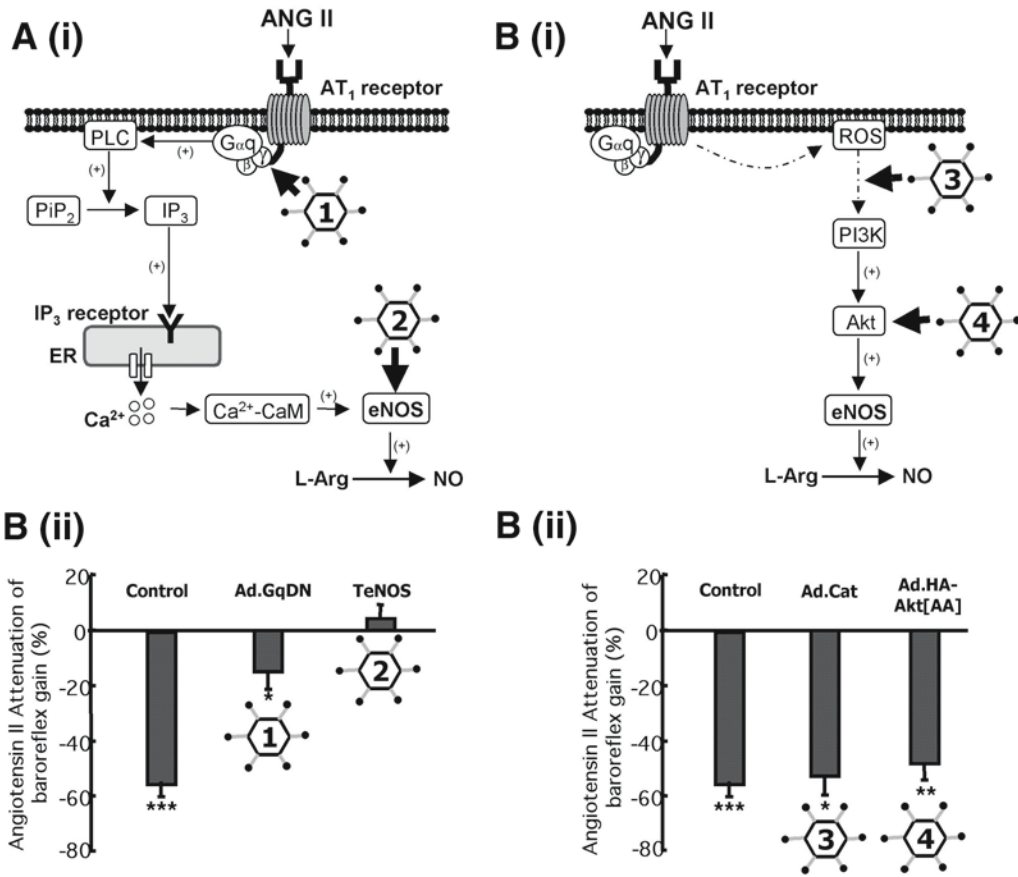 A (i)
ANG II
AT1 receptor
PLC
(+)
Gαq
β
γ
(+)
PiP2
IP3
1
(+)
IP3 receptor
ER
2
Ca2+
Ca2+-CaM
(+)
eNOS
(+)
L-Arg
NO
B (i)
ANG II
AT1 receptor
Gαq
β
γ
ROS
3
PI3K
(+)
Akt
4
(+)
eNOS
(+)
L-Arg
NO
B (ii)
Angiotensin II Attenuation of
baroreflex gain (%)
20
0
-20
-40
-60
-80
Control
Ad.GqDN
TeNOS
***
*
1
2
B (ii)
Angiotensin II Attenuation of
baroreflex gain (%)
20
0
-20
-40
-60
-80
Control
Ad.Cat
Ad.HA-
Akt[AA]
***
*
**
3
4